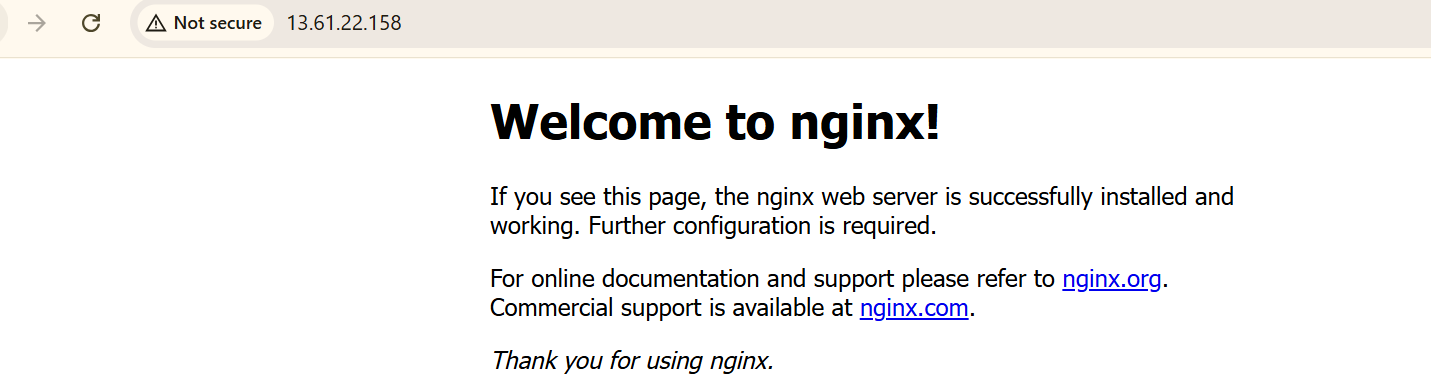 Not secure 13.61.22.158
Welcome to nginx!
If you see this page, the nginx web server is successfully installed and
working. Further configuration is required.
For online documentation and support please refer to nginx.org.
Commercial support is available at nginx.com.
Thank you for using nginx.